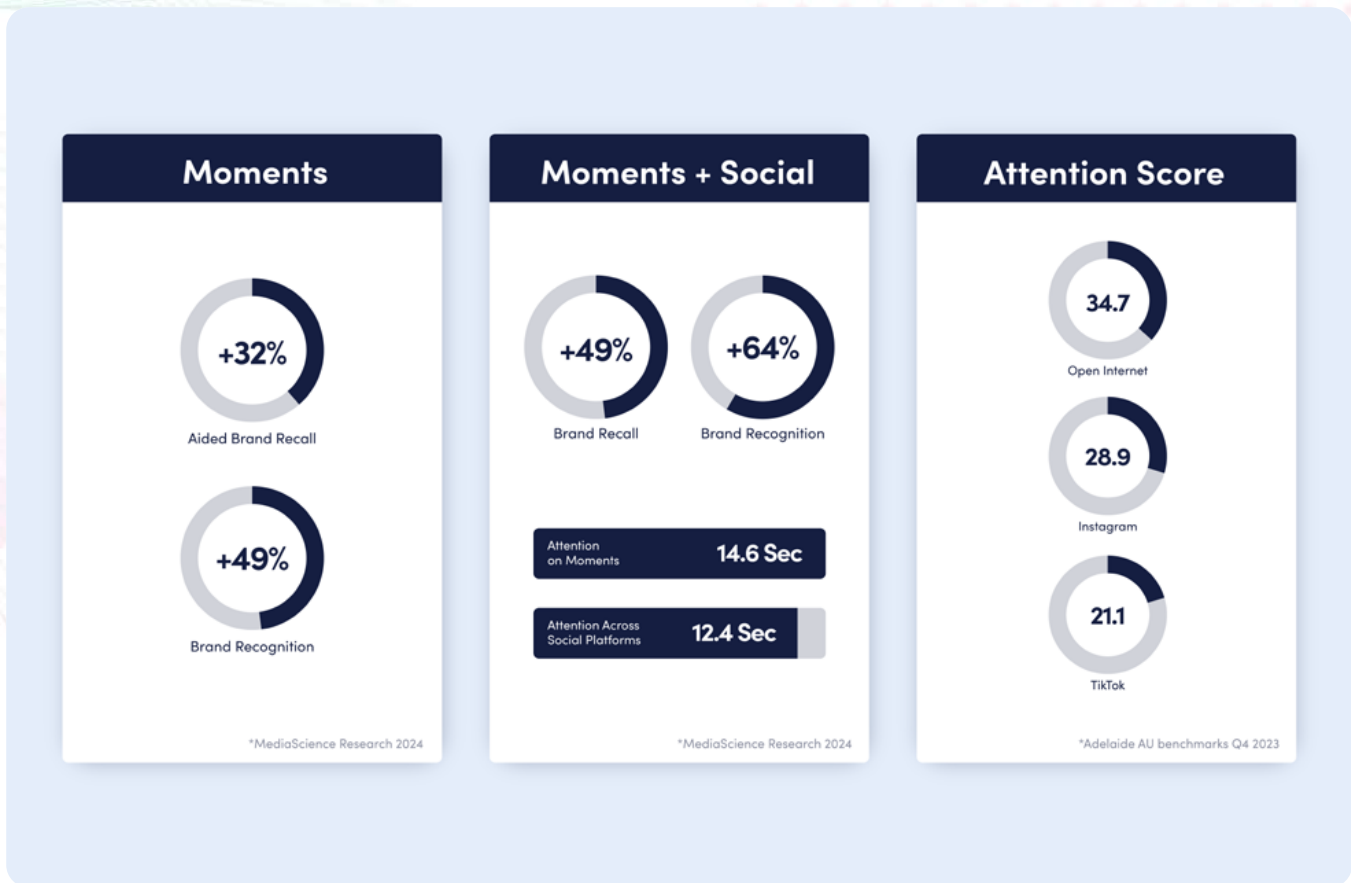 Moments
+32%
Aided Brand Recall
+49%
Brand Recognition
*MediaScience Research 2024
Moments + Social
+49%
Brand Recall
+64%
Brand Recognition
Attention
on Moments
14.6 Sec
Attention Across
Social Platforms
12.4 Sec
*MediaScience Research 2024
Attention Score
34.7
Open Internet
28.9
Instagram
21.1
TikTok
*Adelaide AU benchmarks Q4 2023